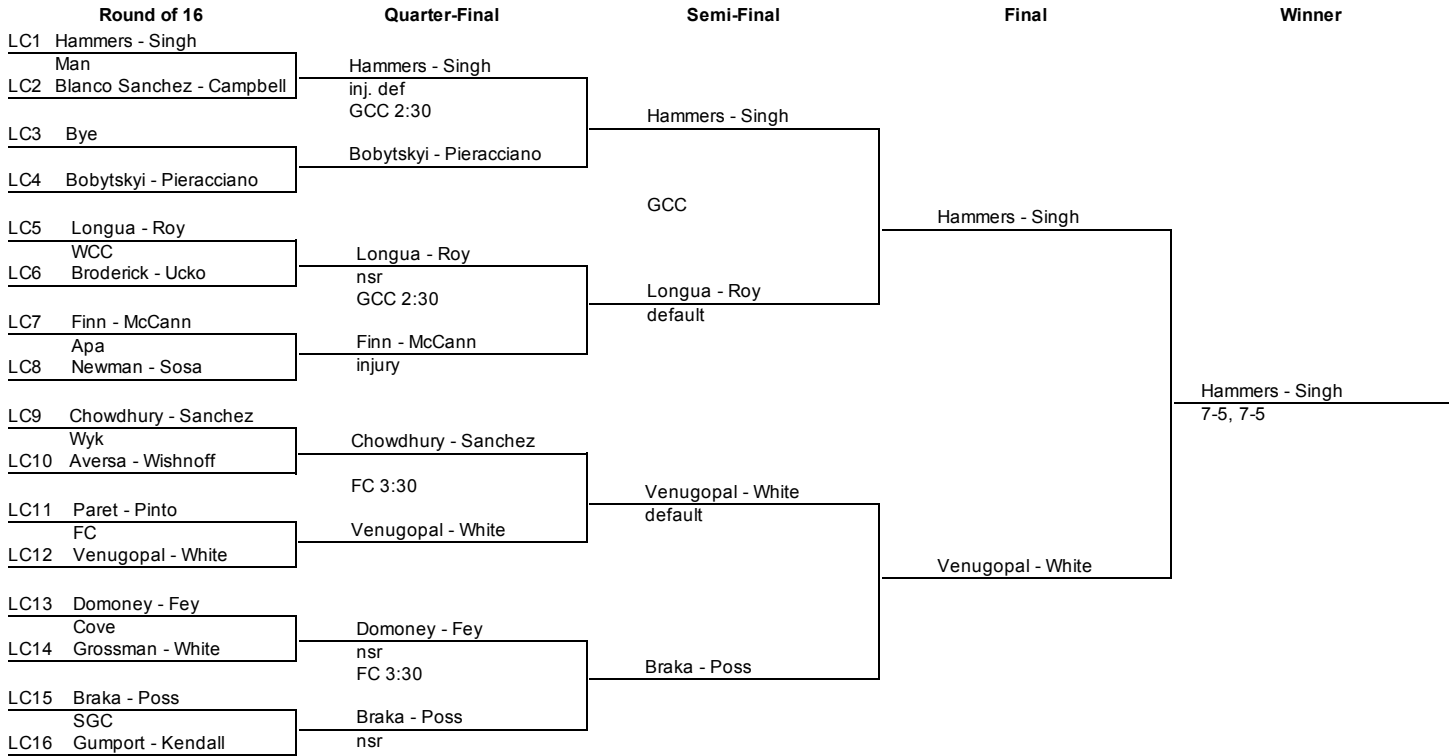 Round of 16 Quarter-Final Semi-Final Final Winner
LC1 Hammers - Singh
Man
LC2 Blanco Sanchez - Campbell
LC3 Bye
LC4 Bobytskyi - Pieracciano
LC5 Longua - Roy
WCC
LC6 Broderick - Ucko
LC7 Finn - McCann
Apa
LC8 Newman - Sosa
LC9 Chowdhury - Sanchez
Wyk
LC10 Aversa - Wishnoff
LC11 Paret - Pinto
FC
LC12 Venugopal - White
LC13 Domoney - Fey
Cove
LC14 Grossman - White
LC15 Braka - Poss
SGC
LC16 Gumport - Kendall
Hammers - Singh
inj. def
GCC 2:30
Bobytskyi - Pieracciano
Longua - Roy
nsr
GCC 2:30
Finn - McCann
injury
Chowdhury - Sanchez
FC 3:30
Venugopal - White
Domoney - Fey
nsr
FC 3:30
Braka - Poss
nsr
Hammers - Singh
GCC
Longua - Roy
default
Venugopal - White
default
Braka - Poss
Hammers - Singh
Venugopal - White
Hammers - Singh
7-5, 7-5